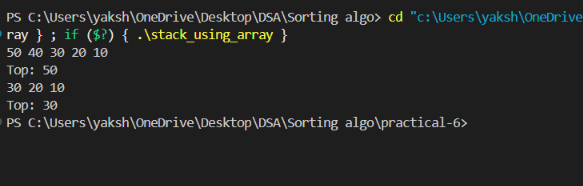 PS C:\Users\yaksh\OneDrive\Desktop\DSA\Sorting algo> cd "c:\Users\yaksh\OneDrive
ray } ; if ($?) { .\stack_using_array }
50 40 30 20 10
Top: 50
30 20 10
Top: 30
PS C:\Users\yaksh\OneDrive\Desktop\DSA\Sorting algo\practical-6>